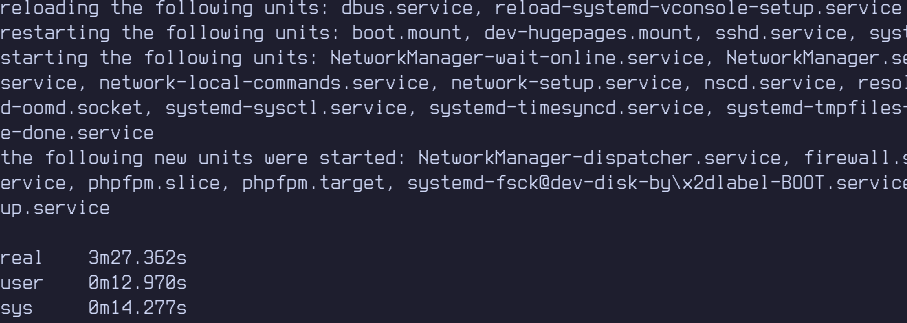 reloading the following units: dbus.service, reload-systemd-vconsole-setup.service
restarting the following units: boot.mount, dev-hugepages.mount, sshd.service, syst
starting the following units: NetworkManager-wait-online.service, NetworkManager.se
service, network-local-commands.service, network-setup.service, nscd.service, resol
d-oomd.socket, systemd-sysctl.service, systemd-timesyncd.service, systemd-tmpfiles-
e-done.service
the following new units were started: NetworkManager-dispatcher.service, firewall.s
ervice, phpfpm.slice, phpfpm.target, systemd-fsck@dev-disk-by\x2dlabel-BOOT.service
up.service
real 3m27.362s
user 0m12.970s
sys 0m14.277s